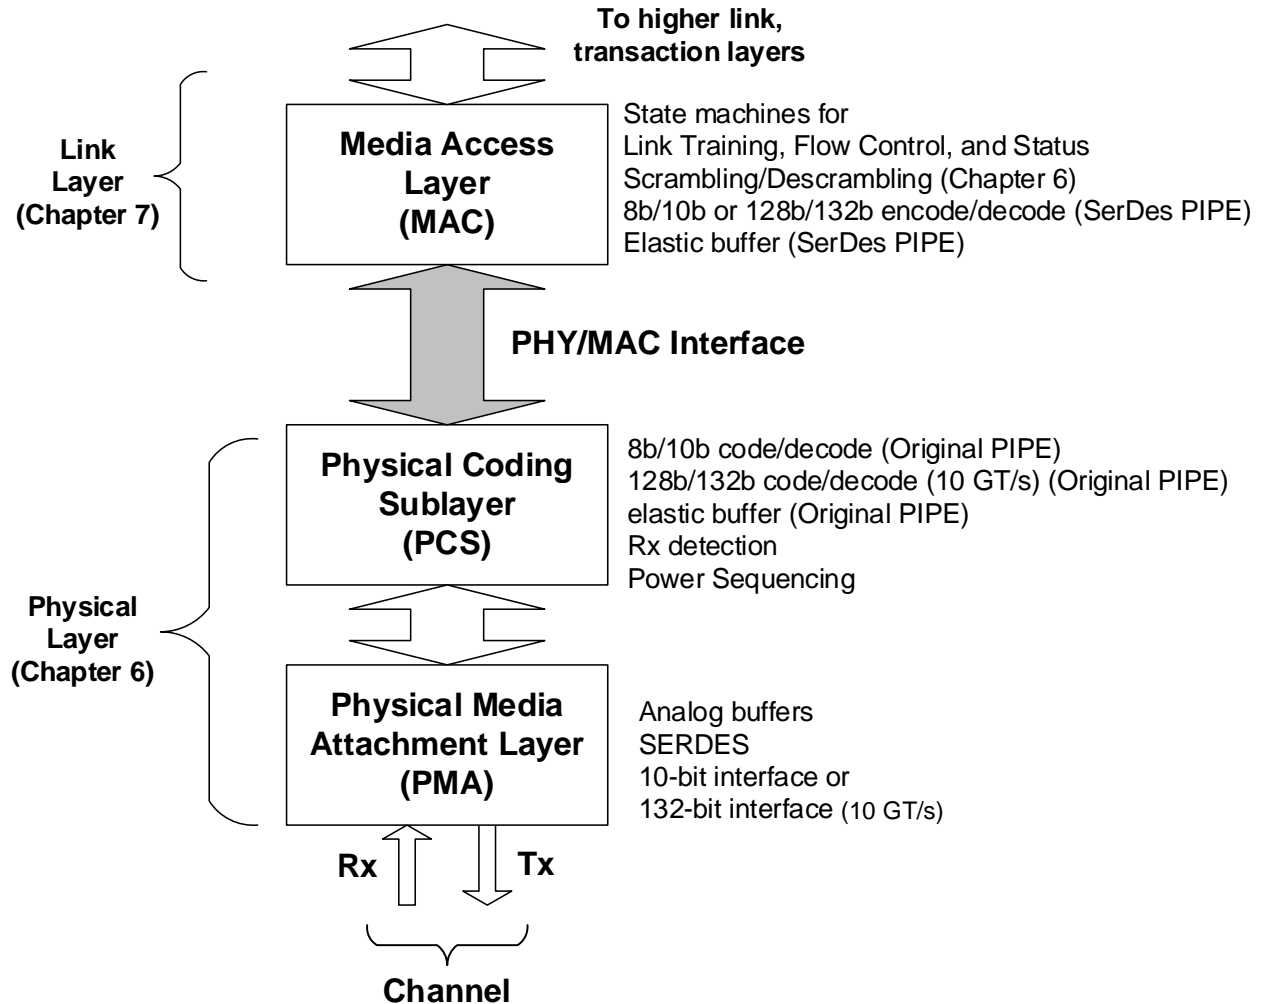 To higher link,
transaction layers
Link
Layer
(Chapter 7)
Media Access
Layer
(MAC)
State machines for
Link Training, Flow Control, and Status
Scrambling/Descrambling (Chapter 6)
8b/10b or 128b/132b encode/decode (SerDes PIPE)
Elastic buffer (SerDes PIPE)
PHY/MAC Interface
Physical
Layer
(Chapter 6)
Physical Coding
Sublayer
(PCS)
8b/10b code/decode (Original PIPE)
128b/132b code/decode (10 GT/s) (Original PIPE)
elastic buffer (Original PIPE)
Rx detection
Power Sequencing
Physical Media
Attachment Layer
(PMA)
Analog buffers
SERDES
10-bit interface or
132-bit interface (10 GT/s)
Rx
Tx
Channel